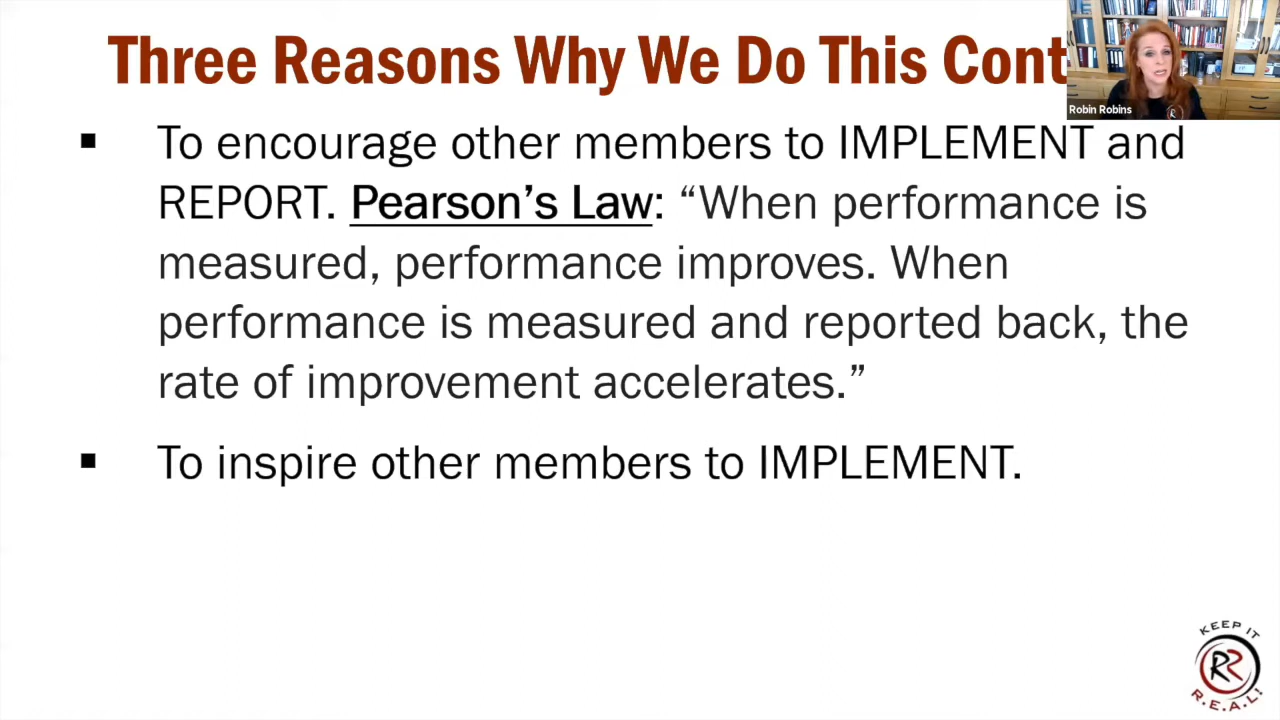 Three Reasons Why We Do This Cont
Robin Robins
▪ To encourage other members to IMPLEMENT and
REPORT. Pearson’s Law: “When performance is
measured, performance improves. When
performance is measured and reported back, the
rate of improvement accelerates.”
▪ To inspire other members to IMPLEMENT.
KEEP IT
RR
R.E.A.L!